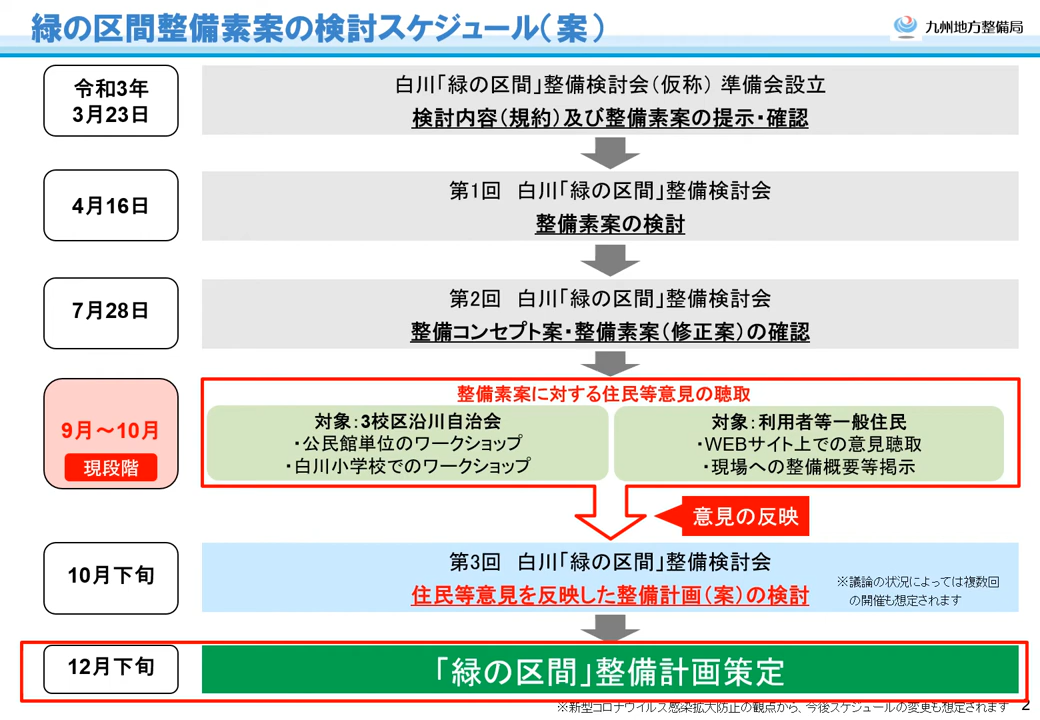 緑の区間整備素案の検討スケジュール(案)
九州地方整備局
令和3年
3月23日
白川「緑の区間」整備検討会(仮称) 準備会設立
検討内容(規約)及び整備素案の提示・確認
4月16日
第1回 白川「緑の区間」整備検討会
整備素案の検討
7月28日
第2回 白川「緑の区間」整備検討会
整備コンセプト案・整備素案(修正案)の確認
9月～10月
現段階
整備素案に対する住民等意見の聴取
対象:3校区沿川自治会
・公民館単位のワークショップ
・白川小学校でのワークショップ
対象:利用者等一般住民
・WEBサイト上での意見聴取
・現場への整備概要等掲示
意見の反映
10月下旬
第3回 白川「緑の区間」整備検討会
住民等意見を反映した整備計画(案)の検討
※議論の状況によっては複数回
の開催も想定されます
12月下旬
「緑の区間」整備計画策定
※新型コロナウイルス感染拡大防止の観点から、今後スケジュールの変更も想定されます
2